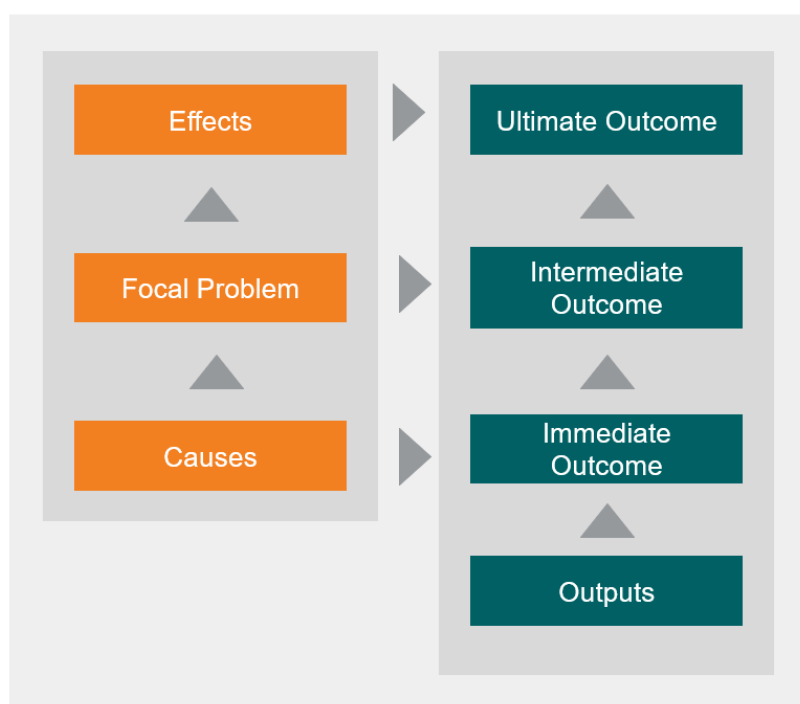 Effects
Ultimate Outcome
Focal Problem
Intermediate
Outcome
Causes
Immediate
Outcome
Outputs